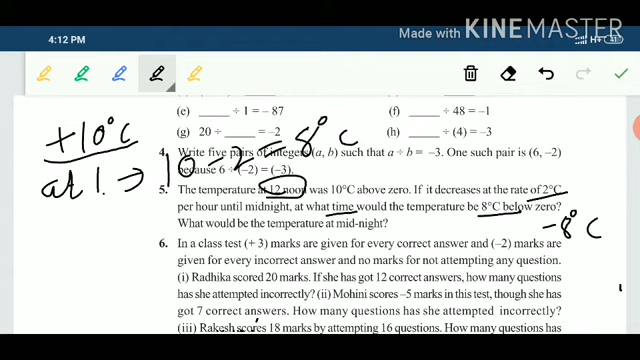 Made with KINEMASTER
4:12 PM
H+ 41
(e) _____ ÷ 1 = – 87 (f) _____ ÷ 48 = –1
(g) 20 ÷ _____ = –2 (h) _____ ÷ (4) = –3
+10°C
at 1 → 10 – 2 = 8°C
4. Write five pairs of integers (a, b) such that a ÷ b = –3. One such pair is (6, –2)
because 6 ÷ (–2) = (–3).
5. The temperature at 12 noon was 10°C above zero. If it decreases at the rate of 2°C
per hour until midnight, at what time would the temperature be 8°C below zero?
What would be the temperature at mid-night?
–8°C
6. In a class test (+ 3) marks are given for every correct answer and (–2) marks are
given for every incorrect answer and no marks for not attempting any question.
(i) Radhika scored 20 marks. If she has got 12 correct answers, how many questions
has she attempted incorrectly? (ii) Mohini scores –5 marks in this test, though she has
got 7 correct answers. How many questions has she attempted incorrectly?
(iii) Rakesh scores 18 marks by attempting 16 questions. How many questions has